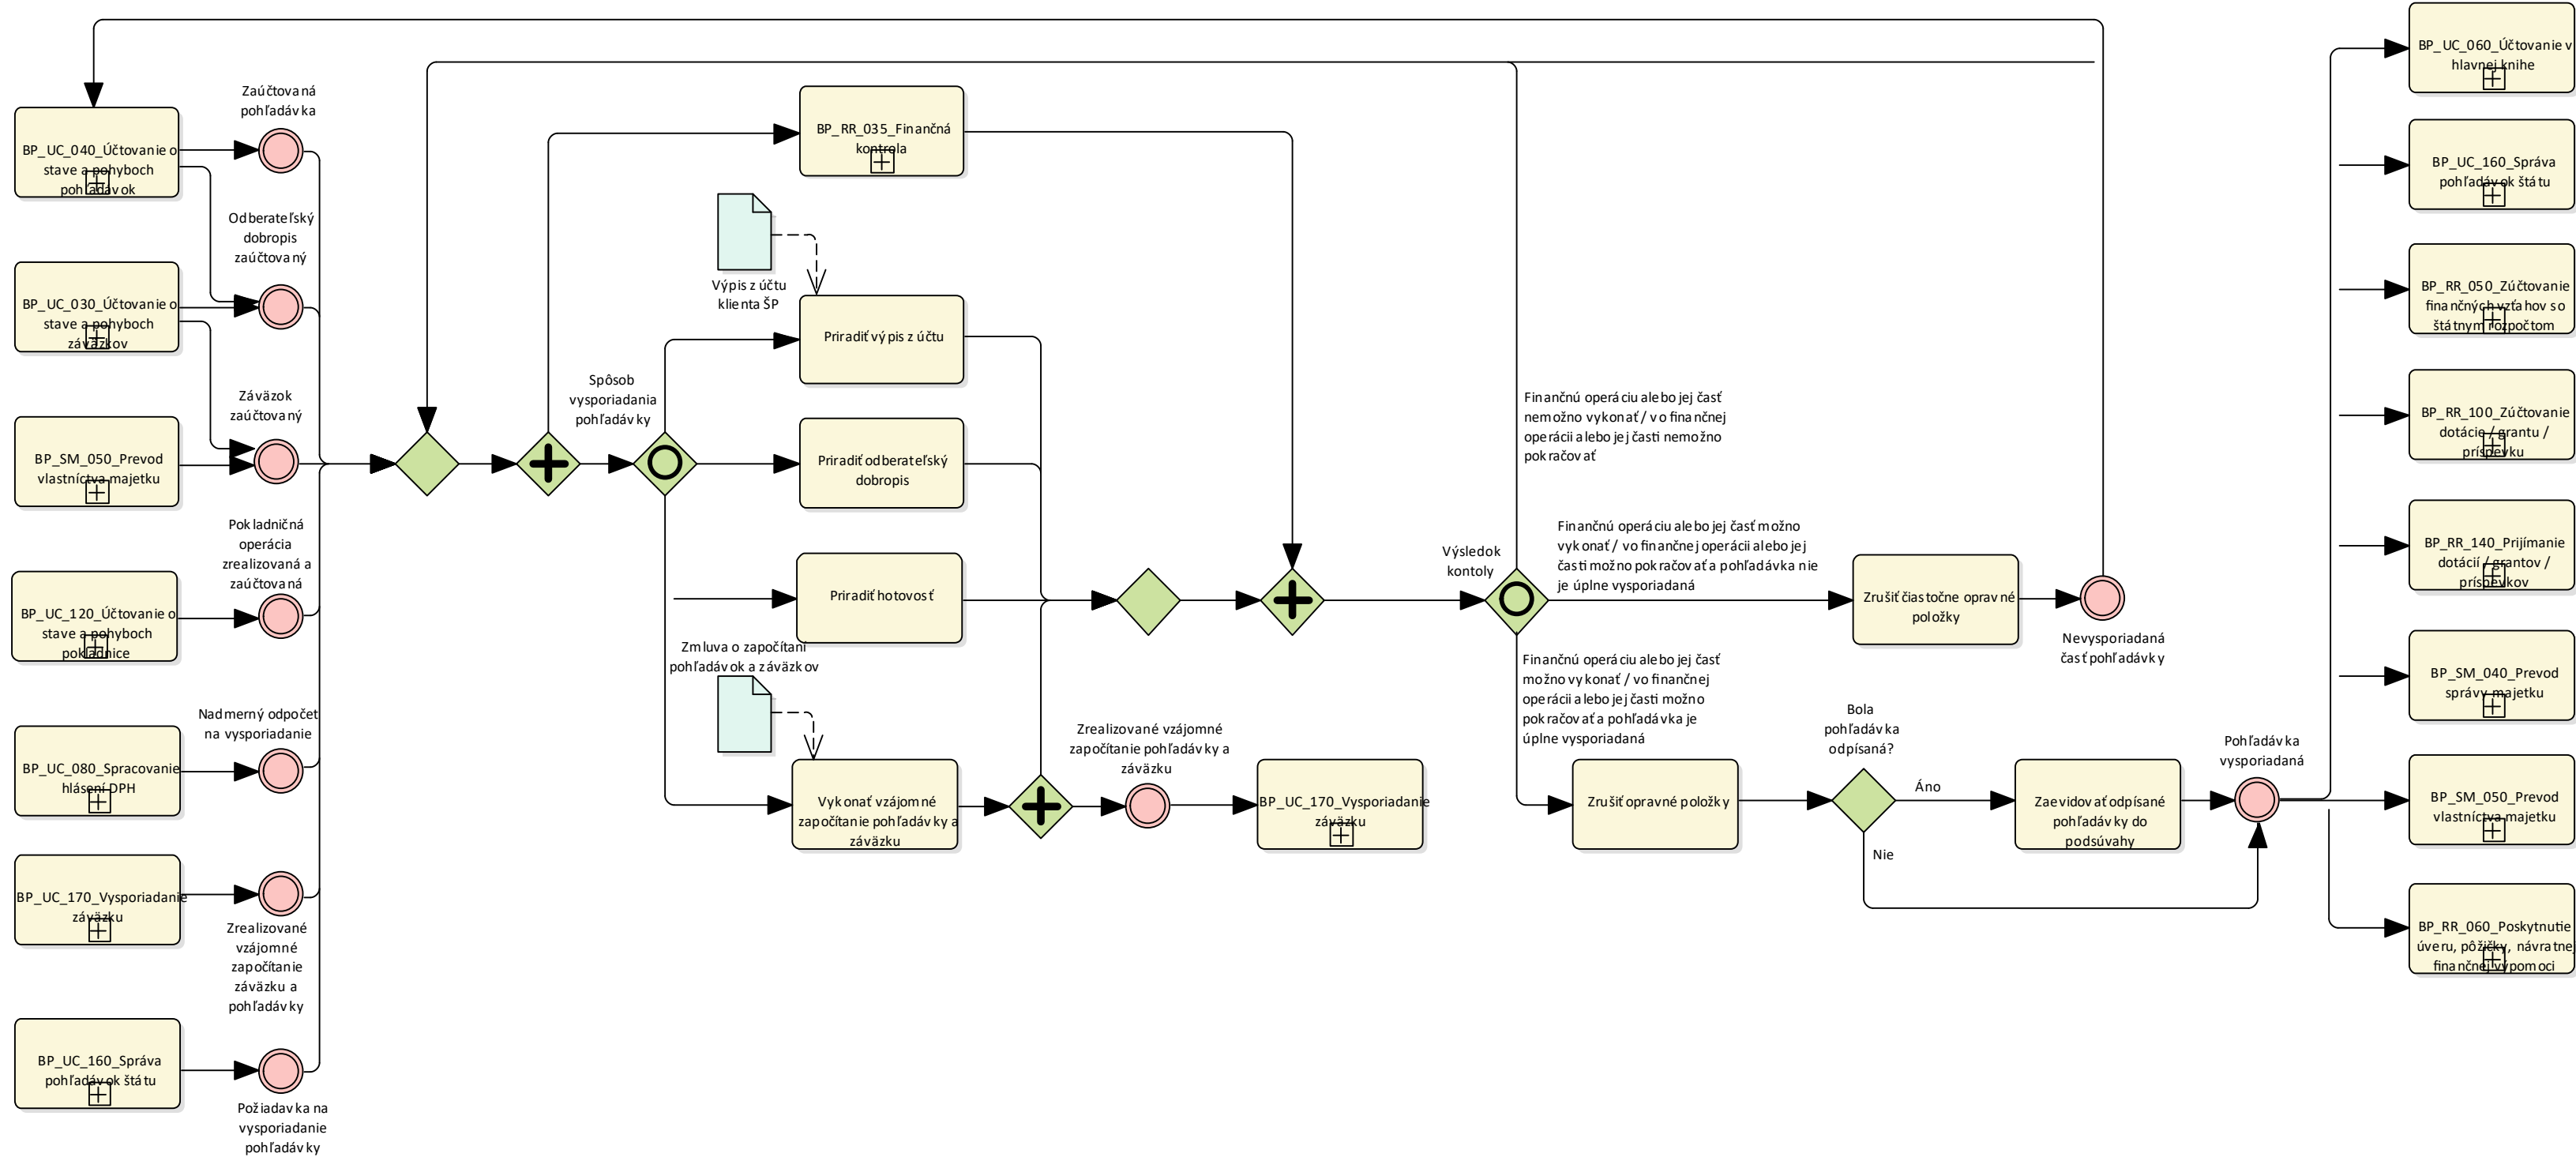 Zaúčtovaná
pohľadávka
BP_UC_040_Účtovanie o
stave a pohyboch
pohľadávok
Odberateľský
dobropis
zaúčtovaný
BP_UC_030_Účtovanie o
stave a pohyboch
záväzkov
Záväzok
zaúčtovaný
BP_SM_050_Prevod
vlastníctva majetku
Pokladničná
operácia
zrealizovaná a
zaúčtovaná
BP_UC_120_Účtovanie o
stave a pohyboch
pokladnice
Nadmerný odpočet
na vysporiadanie
BP_UC_080_Spracovanie
hlásení DPH
BP_UC_170_Vysporiadanie
záväzku
Zrealizované
vzájomné
započítanie
záväzku a
pohľadávky
BP_UC_160_Správa
pohľadávok štátu
Požiadavka na
vysporiadanie
pohľadávky
Spôsob
vysporiadania
pohľadávky
BP_RR_035_Finančná
kontrola
Výpis z účtu
klienta ŠP
Priradiť výpis z účtu
Priradiť odberateľský
dobropis
Priradiť hotovosť
Zmluva o započítaní
pohľadávok a záväzkov
Vykonať vzájomné
započítanie pohľadávky a
záväzku
Zrealizované vzájomné
započítanie pohľadávky a
záväzku
BP_UC_170_Vysporiadanie
záväzku
Výsledok
kontoly
Finančnú operáciu alebo jej časť
nemožno vykonať / v o finančnej
operácii alebo jej časti nemožno
pokračovať
Finančnú operáciu alebo jej časť možno
vykonať / vo finančnej operácii alebo jej
časti možno pokračovať a pohľadávka nie
je úplne vysporiadaná
Finančnú operáciu alebo jej časť
možno vykonať / vo finančnej
operácii alebo jej časti možno
pokračovať a pohľadávka je
úplne vysporiadaná
Zrušiť čiastočne opravné
položky
Nevysporiadaná
časť pohľadávky
Zrušiť opravné položky
Bola
pohľadávka
odpísaná?
Áno
Nie
Zaevidovať odpísané
pohľadávky do
podsúvahy
Pohľadávka
vysporiadaná
BP_UC_060_Účtovanie v
hlavnej knihe
BP_UC_160_Správa
pohľadávok štátu
BP_RR_050_Zúčtovanie
finančných vzťahov so
štátnym rozpočtom
BP_RR_100_Zúčtovanie
dotácie / grantu /
príspevku
BP_RR_140_Prijímanie
dotácií / grantov /
príspevkov
BP_SM_040_Prevod
správy majetku
BP_SM_050_Prevod
vlastníctva majetku
BP_RR_060_Poskytnutie
úveru, pôžičky, návratnej
finančnej výpomoci